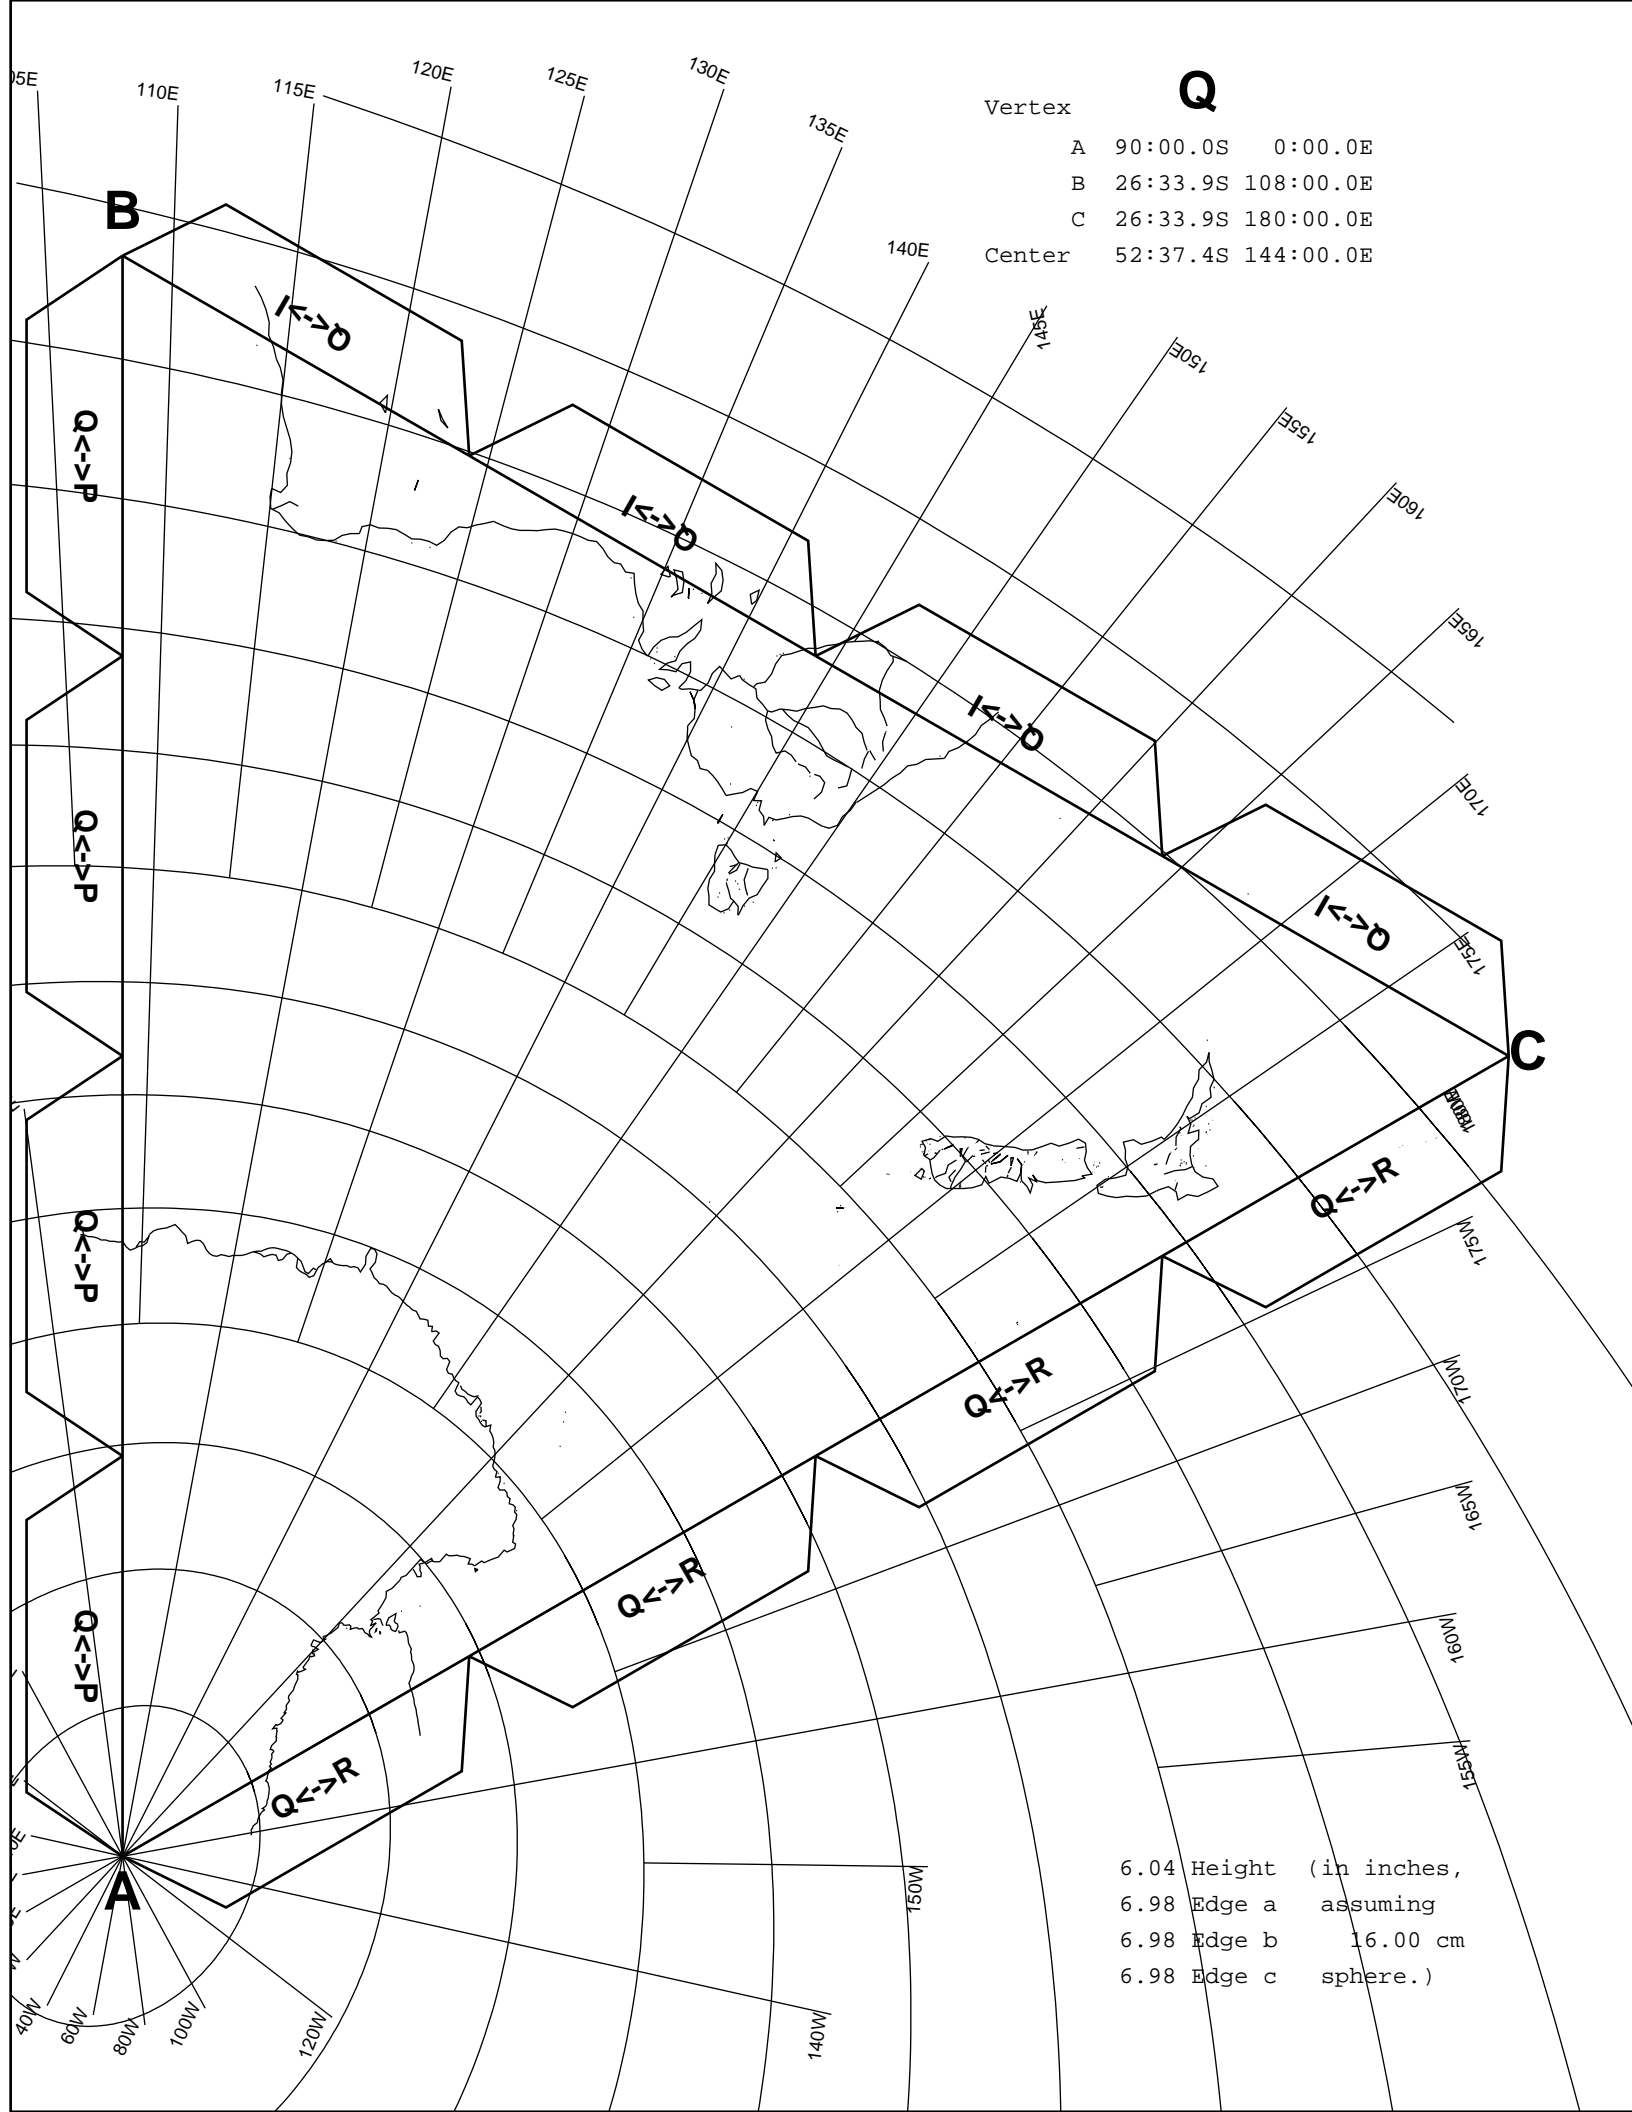 05E
110E
115E
120E
125E
130E
135E
140E
145E
150E
155E
160E
165E
170E
175E
Q
Vertex
A 90:00.0S 0:00.0E
B 26:33.9S 108:00.0E
C 26:33.9S 180:00.0E
Center 52:37.4S 144:00.0E
B
I<->Q
I<->Q
I<->Q
I<->Q
Q<->P
Q<->P
Q<->P
Q<->P
C
Q<->R
Q<->R
Q<->R
Q<->R
175W
170W
165W
160W
155W
150W
140W
A
40W
60W
80W
100W
120W
6.04 Height (in inches,
6.98 Edge a assuming
6.98 Edge b 16.00 cm
6.98 Edge c sphere.)